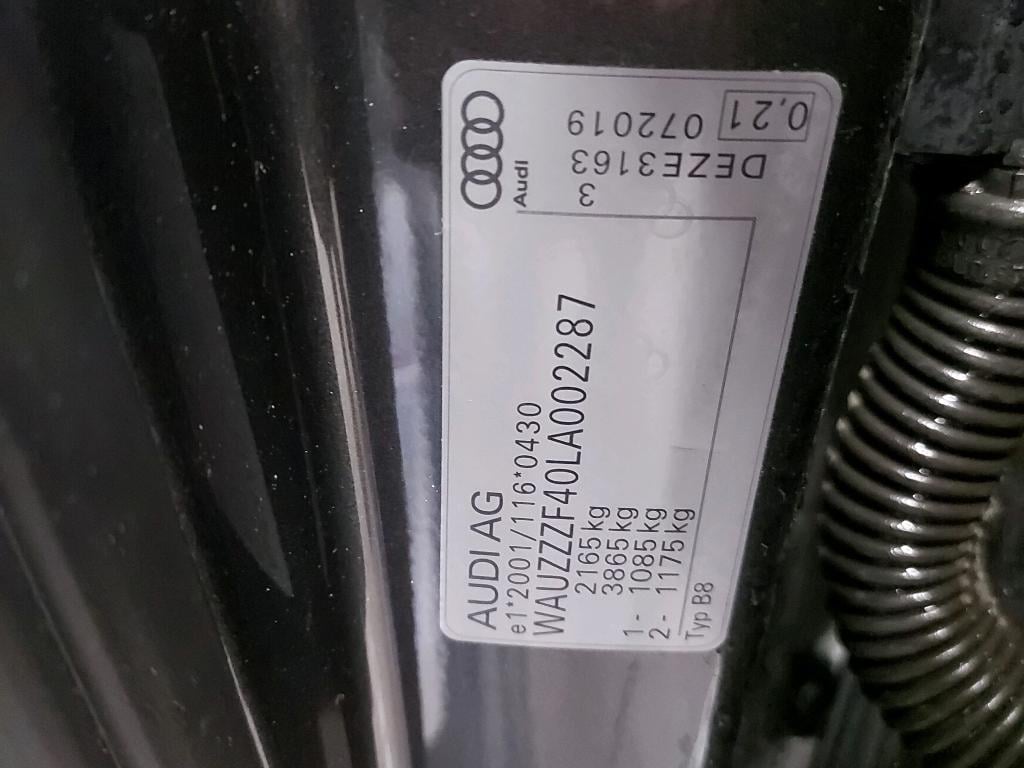 AUDI AG
e1*2001/116*0430
WAUZZZF40LA002287
2165kg
3865kg
1- 1085kg
2- 1175kg
Typ B8
Audi
3
DEZE3163
072019 0,21